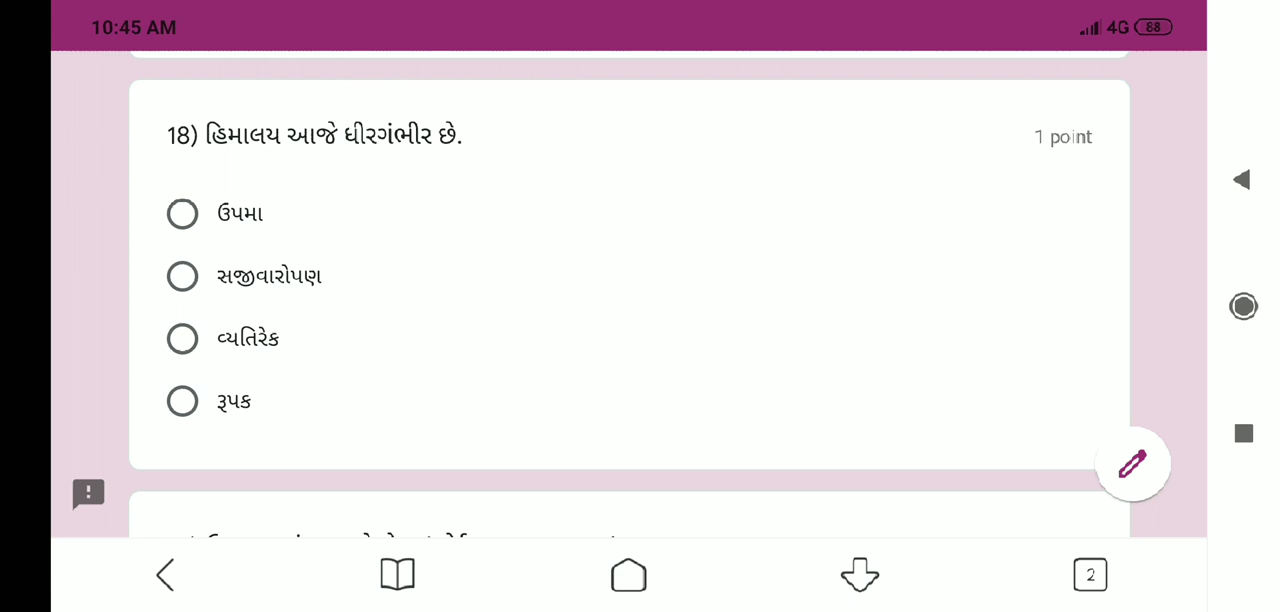 10:45 AM
4G 88
18) હિમાલય આજે ધીરગંભીર છે.
1 point
ઉપમા
સજીવારોપણ
વ્યતિરેક
રૂપક
2